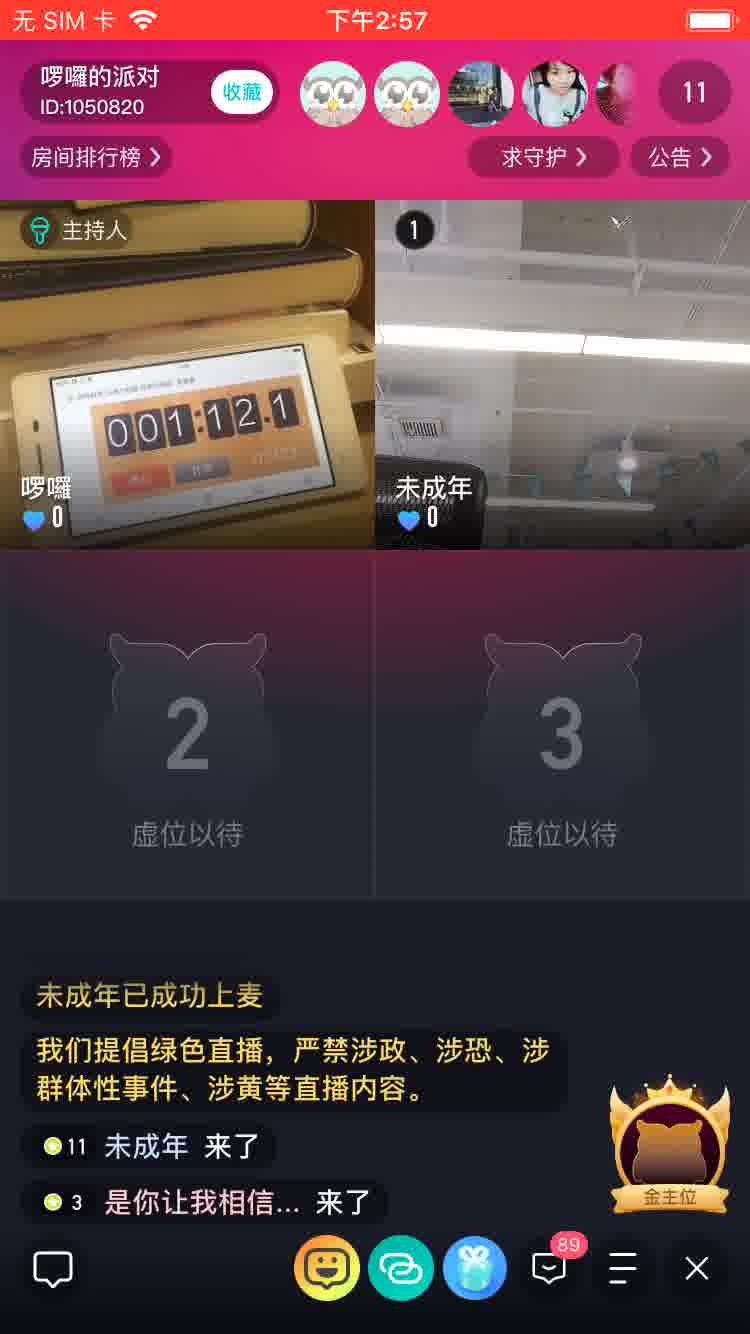 无 SIM 卡
下午2:57
啰囉的派对
ID:1050820
收藏
11
房间排行榜
求守护
公告
主持人
1
001:12.1
啰囉
0
未成年
0
2
3
虚位以待
虚位以待
未成年已成功上麦
我们提倡绿色直播，严禁涉政、涉恐、涉
群体性事件、涉黄等直播内容。
11 未成年 来了
3 是你让我相信... 来了
金主位
89